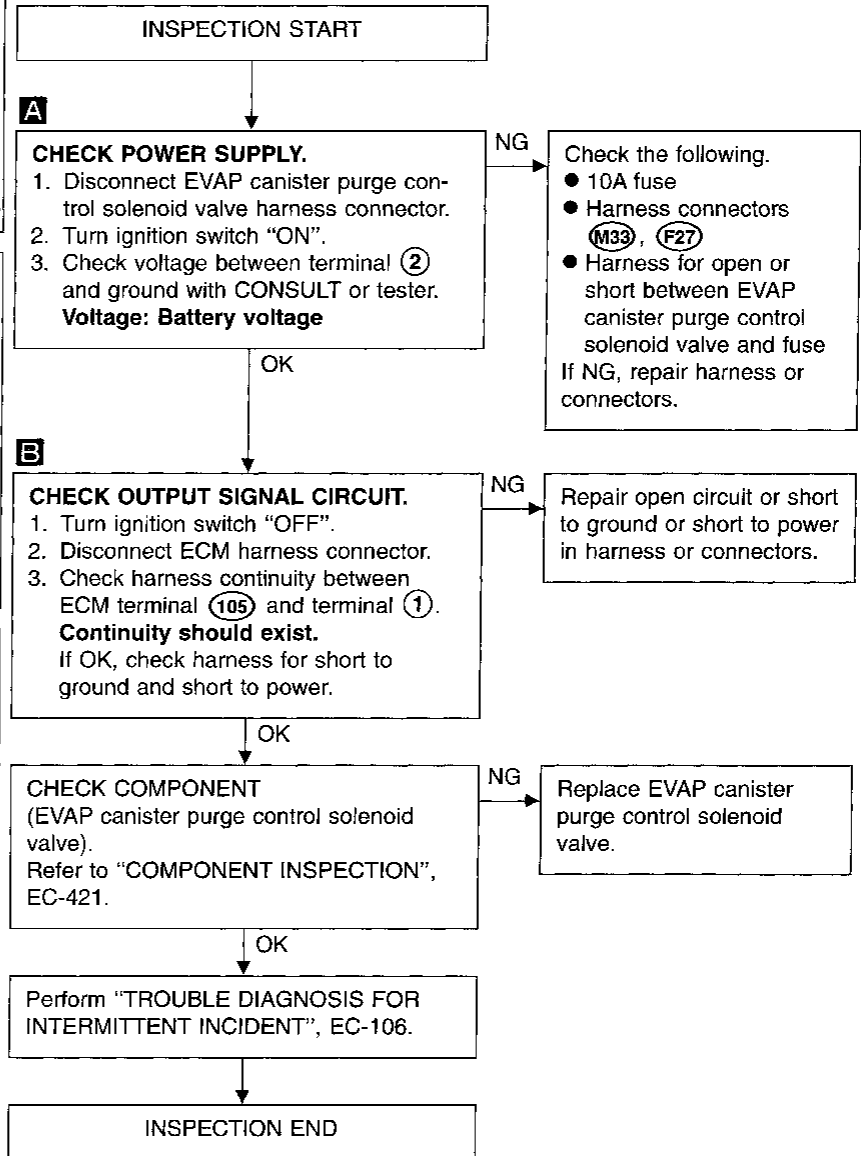 INSPECTION START
A
CHECK POWER SUPPLY.
1. Disconnect EVAP canister purge con-
trol solenoid valve harness connector.
2. Turn ignition switch “ON”.
3. Check voltage between terminal ②
and ground with CONSULT or tester.
Voltage: Battery voltage
NG
Check the following.
● 10A fuse
● Harness connectors
M33, F27
● Harness for open or
short between EVAP
canister purge control
solenoid valve and fuse
If NG, repair harness or
connectors.
OK
B
CHECK OUTPUT SIGNAL CIRCUIT.
1. Turn ignition switch “OFF”.
2. Disconnect ECM harness connector.
3. Check harness continuity between
ECM terminal 105 and terminal ①.
Continuity should exist.
If OK, check harness for short to
ground and short to power.
NG
Repair open circuit or short
to ground or short to power
in harness or connectors.
OK
CHECK COMPONENT
(EVAP canister purge control solenoid
valve).
Refer to “COMPONENT INSPECTION”,
EC-421.
NG
Replace EVAP canister
purge control solenoid
valve.
OK
Perform “TROUBLE DIAGNOSIS FOR
INTERMITTENT INCIDENT”, EC-106.
INSPECTION END